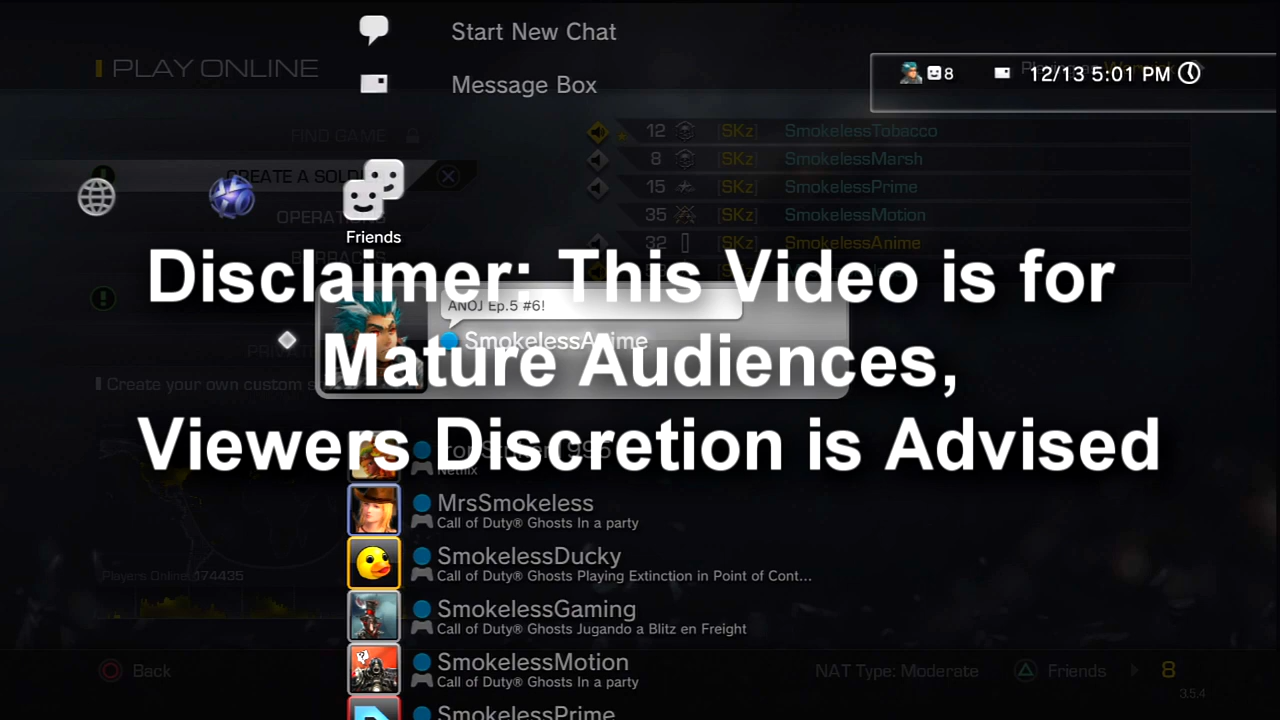 Start New Chat
PLAY ONLINE
Message Box
8 12/13 5:01 PM
FIND GAME
12 [SKz] SmokelessTobacco
8 [SKz] SmokelessMarsh
CREATE A SOLD
15 [SKz] SmokelessPrime
OPERATIONS
35 [SKz] SmokelessMotion
Friends
32 [SKz] SmokelessAnime
BARRACKS
Disclaimer: This Video is for
ANOJ Ep.5 #6!
SmokelessAnime
Mature Audiences,
Create your own custom
Viewers Discretion is Advised
Netflix
MrsSmokeless
Call of Duty® Ghosts In a party
SmokelessDucky
Call of Duty® Ghosts Playing Extinction in Point of Cont...
Players Online: 174435
SmokelessGaming
Call of Duty® Ghosts Jugando a Blitz en Freight
SmokelessMotion
Call of Duty® Ghosts In a party
Back
NAT Type: Moderate
Friends
8
3.5.4
SmokelessPrime